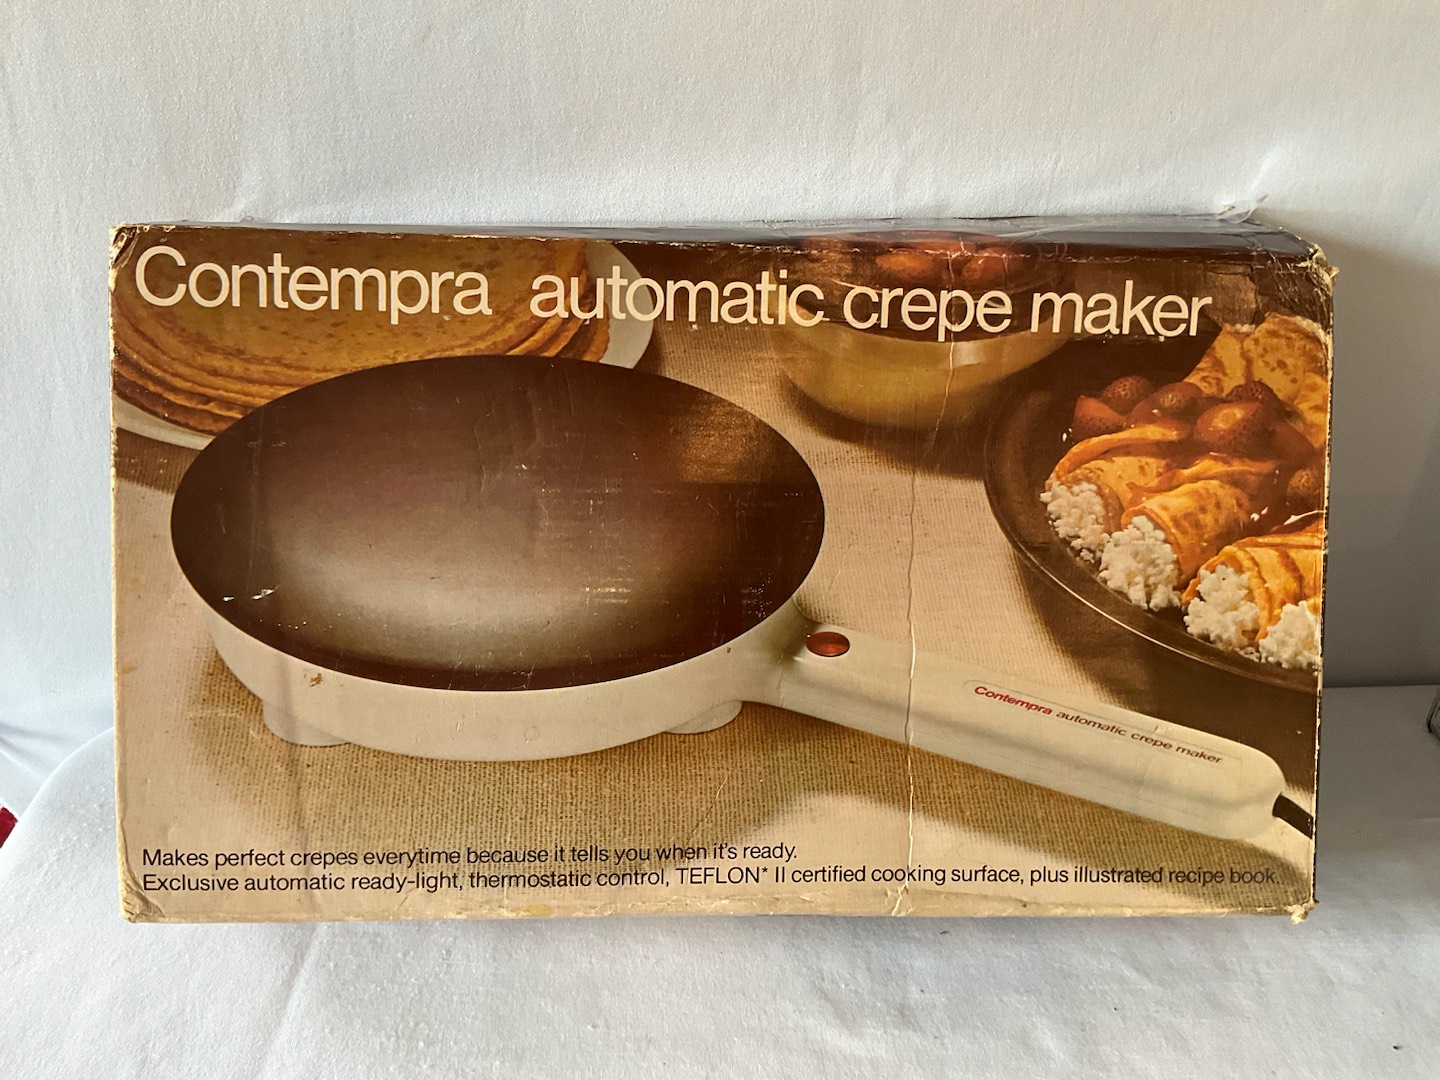 Contempra automatic crepe maker
Contempra automatic crepe maker
Makes perfect crepes everytime because it tells you when it's ready.
Exclusive automatic ready-light, thermostatic control, TEFLON* II certified cooking surface, plus illustrated recipe book.